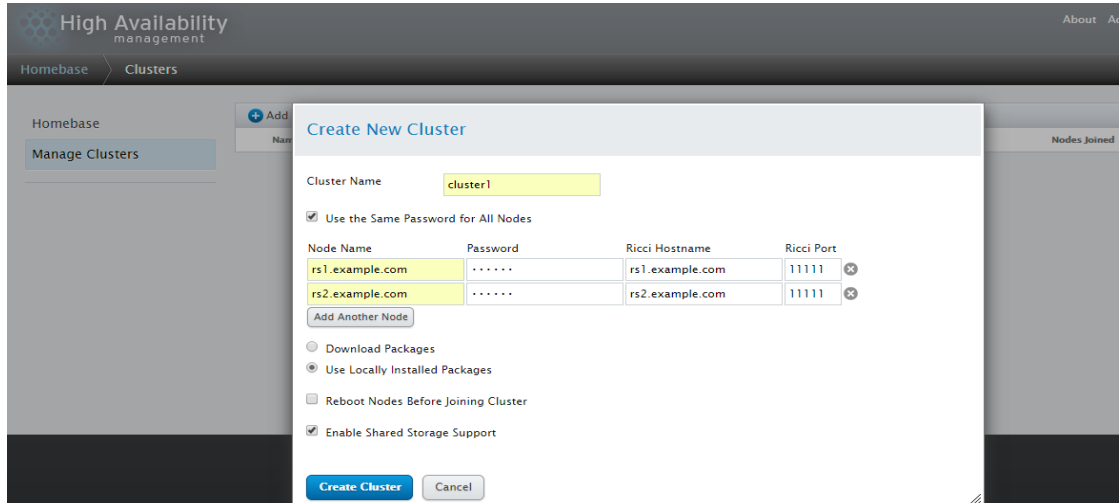 High Availability
management
About
Homebase Clusters
Homebase
Manage Clusters
Add
Nodes Joined
Create New Cluster
Cluster Name cluster1
Use the Same Password for All Nodes
Node Name Password Ricci Hostname Ricci Port
rs1.example.com ······ rs1.example.com 11111
rs2.example.com ······ rs2.example.com 11111
Add Another Node
Download Packages
Use Locally Installed Packages
Reboot Nodes Before Joining Cluster
Enable Shared Storage Support
Create Cluster Cancel